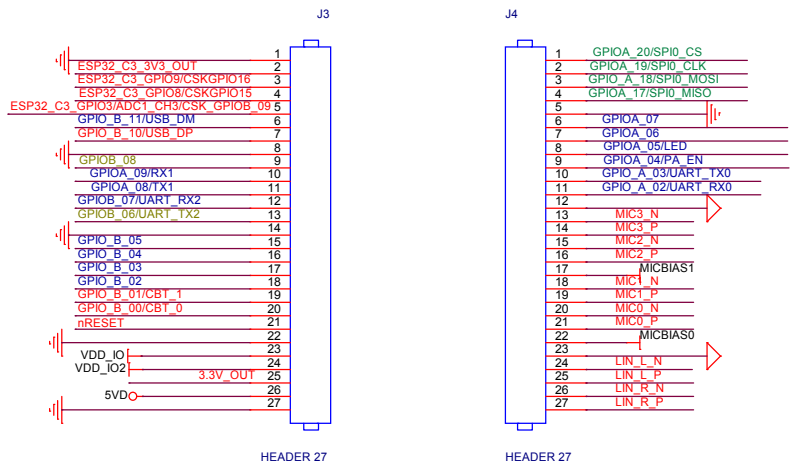 J3
J4
1
ESP32_C3_3V3_OUT 2
ESP32_C3_GPIO9/CSKGPIO16 3
ESP32_C3_GPIO8/CSKGPIO15 4
ESP32_C3_GPIO3/ADC1_CH3/CSK_GPIOB_09 5
GPIO_B_11/USB_DM 6
GPIO_B_10/USB_DP 7
8
GPIOB_08 9
GPIOA_09/RX1 10
GPIOA_08/TX1 11
GPIOB_07/UART_RX2 12
GPIOB_06/UART_TX2 13
14
GPIO_B_05 15
GPIO_B_04 16
GPIO_B_03 17
GPIO_B_02 18
GPIO_B_01/CBT_1 19
GPIO_B_00/CBT_0 20
nRESET 21
22
VDD_IO 23
VDD_IO2 24
3.3V_OUT 25
5VD 26
27
HEADER 27
1 GPIOA_20/SPI0_CS
2 GPIOA_19/SPI0_CLK
3 GPIO_A_18/SPI0_MOSI
4 GPIOA_17/SPI0_MISO
5
6 GPIOA_07
7 GPIOA_06
8 GPIOA_05/LED
9 GPIOA_04/PA_EN
10 GPIO_A_03/UART_TX0
11 GPIO_A_02/UART_RX0
12
13 MIC3_N
14 MIC3_P
15 MIC2_N
16 MIC2_P
17 MICBIAS1
18 MIC1_N
19 MIC1_P
20 MIC0_N
21 MIC0_P
22 MICBIAS0
23
24 LIN_L_N
25 LIN_L_P
26 LIN_R_N
27 LIN_R_P
HEADER 27